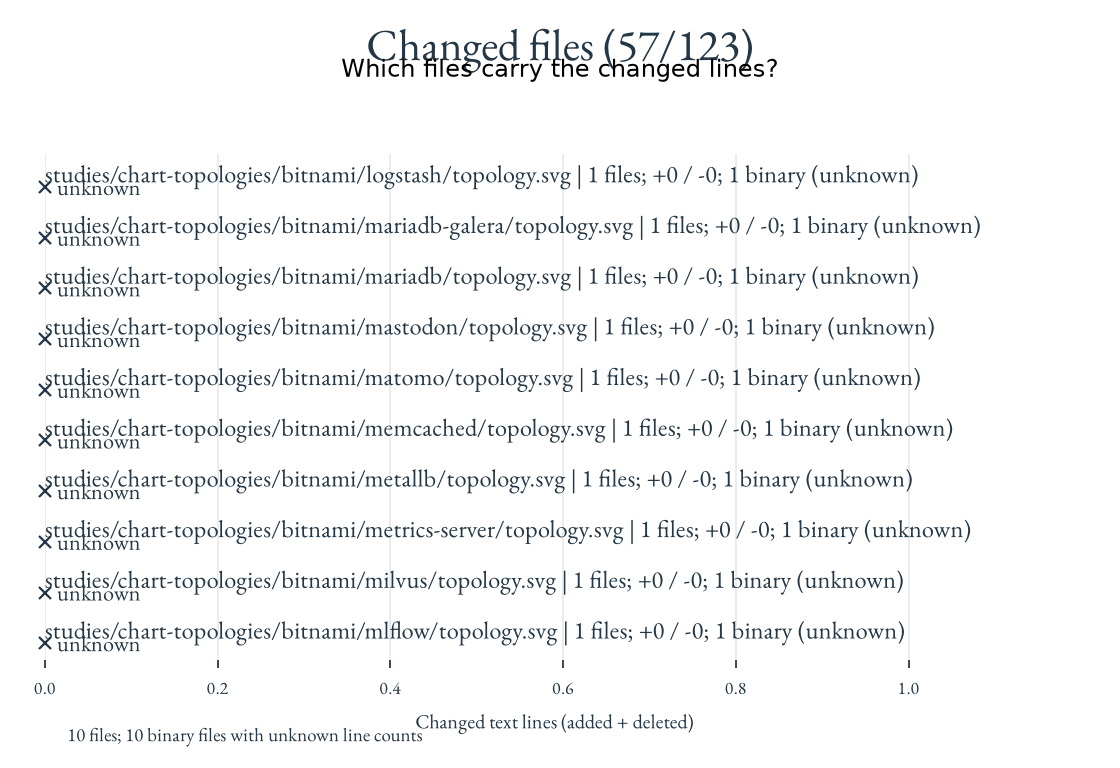 Changed files (57/123)
Which files carry the changed lines?
studies/chart-topologies/bitnami/logstash/topology.svg | 1 files; +0 / -0; 1 binary (unknown)
unknown
studies/chart-topologies/bitnami/mariadb-galera/topology.svg | 1 files; +0 / -0; 1 binary (unknown)
unknown
studies/chart-topologies/bitnami/mariadb/topology.svg | 1 files; +0 / -0; 1 binary (unknown)
unknown
studies/chart-topologies/bitnami/mastodon/topology.svg | 1 files; +0 / -0; 1 binary (unknown)
unknown
studies/chart-topologies/bitnami/matomo/topology.svg | 1 files; +0 / -0; 1 binary (unknown)
unknown
studies/chart-topologies/bitnami/memcached/topology.svg | 1 files; +0 / -0; 1 binary (unknown)
unknown
studies/chart-topologies/bitnami/metallb/topology.svg | 1 files; +0 / -0; 1 binary (unknown)
unknown
studies/chart-topologies/bitnami/metrics-server/topology.svg | 1 files; +0 / -0; 1 binary (unknown)
unknown
studies/chart-topologies/bitnami/milvus/topology.svg | 1 files; +0 / -0; 1 binary (unknown)
unknown
studies/chart-topologies/bitnami/mlflow/topology.svg | 1 files; +0 / -0; 1 binary (unknown)
unknown
0.0 0.2 0.4 0.6 0.8 1.0
Changed text lines (added + deleted)
10 files; 10 binary files with unknown line counts